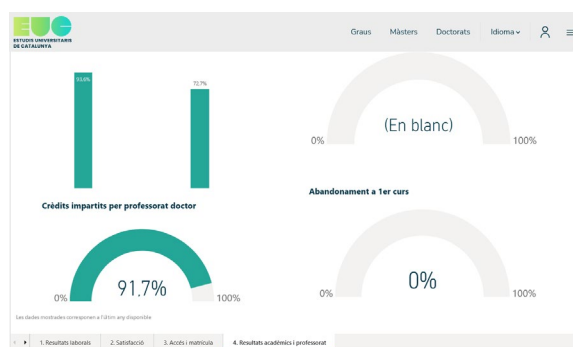 EUC
ESTUDIS UNIVERSITARIS
DE CATALUNYA
Graus Màsters Doctorats Idioma
93,6%
72,7%
(En blanc)
0% 100%
Crèdits impartits per professorat doctor
Abandonament a 1er curs
91,7%
0% 100%
0%
0% 100%
Les dades mostrades corresponen a l'últim any disponible
1. Resultats laborals 2. Satisfacció 3. Accés i matrícula 4. Resultats acadèmics i professorat